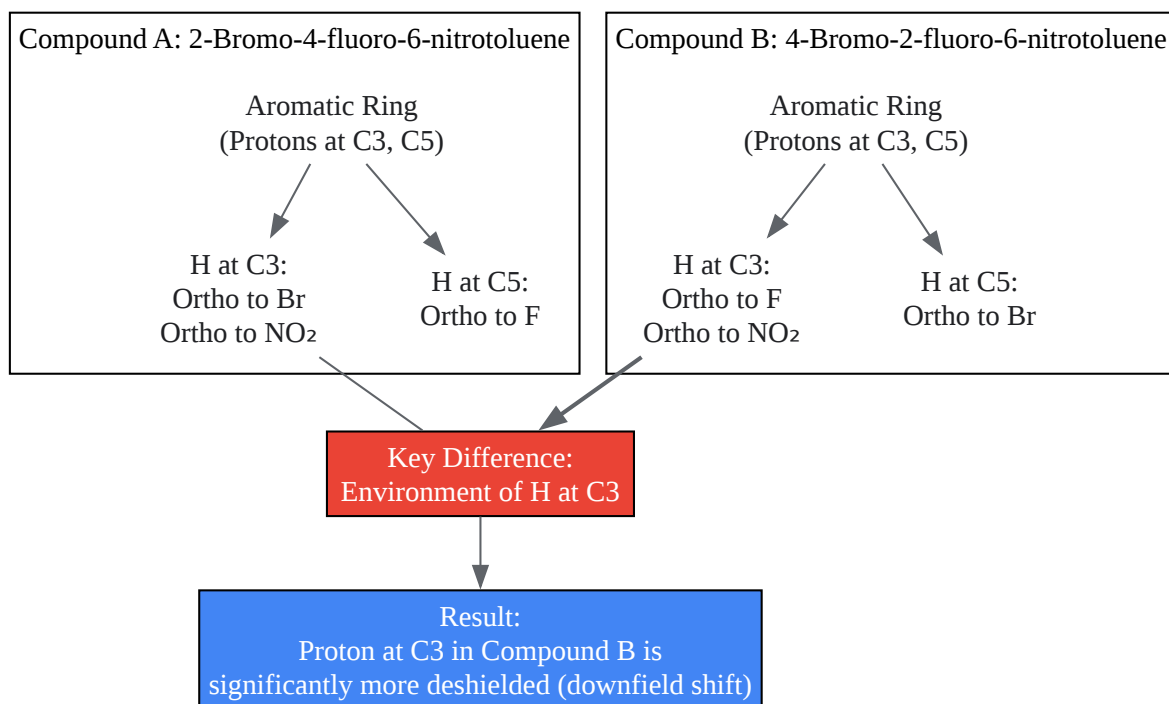 Compound A: 2-Bromo-4-fluoro-6-nitrotoluene
Aromatic Ring
(Protons at C3, C5)
H at C3:
Ortho to Br
Ortho to NO₂
H at C5:
Ortho to F
Compound B: 4-Bromo-2-fluoro-6-nitrotoluene
Aromatic Ring
(Protons at C3, C5)
H at C3:
Ortho to F
Ortho to NO₂
H at C5:
Ortho to Br
Key Difference:
Environment of H at C3
Result:
Proton at C3 in Compound B is
significantly more deshielded (downfield shift)